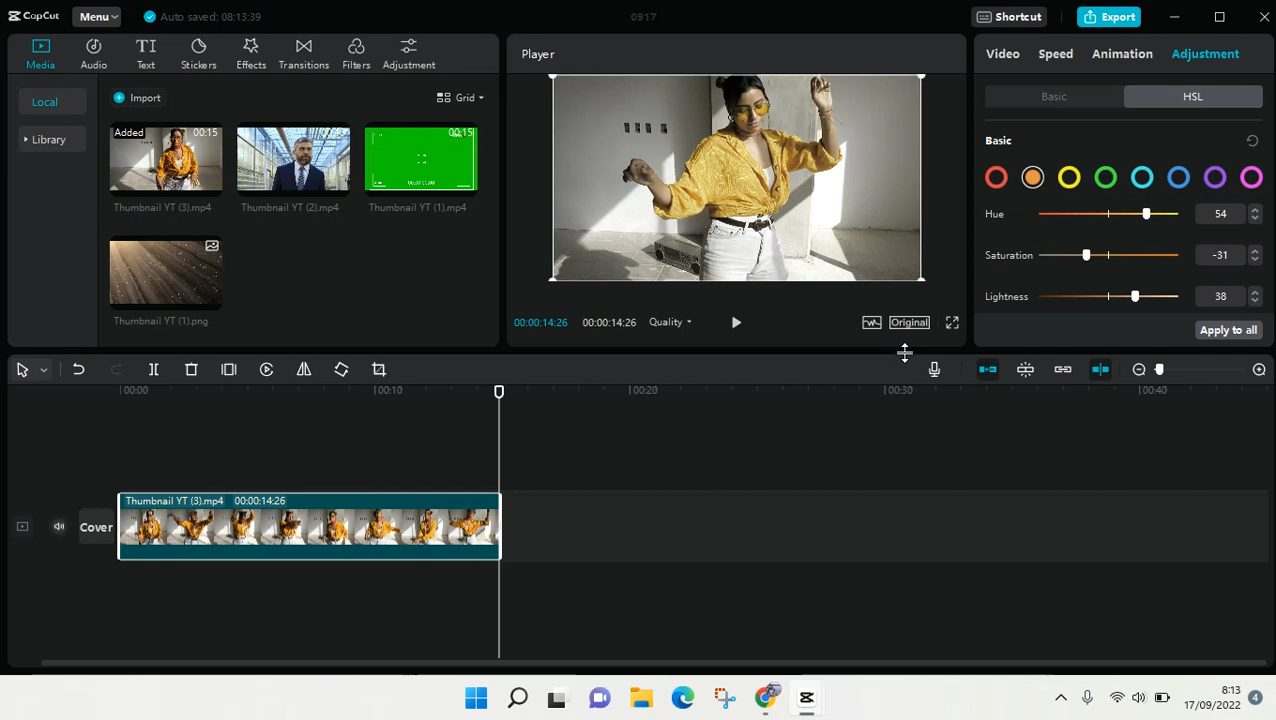 CapCut Menu Auto saved: 08:13:39 0917 Shortcut Export
Media Audio Text Stickers Effects Transitions Filters Adjustment
Player
Video Speed Animation Adjustment
Local
Import
Grid
Basic HSL
Library
Added 00:15
00:15
Thumbnail YT (3).mp4 Thumbnail YT (2).mp4 Thumbnail YT (1).mp4
Thumbnail YT (1).png
Basic
Hue 54
Saturation -31
Lightness 38
Apply to all
00:00:14:26 00:00:14:26 Quality Original
00:00 00:10 00:20 00:30 00:40
Thumbnail YT (3).mp4 00:00:14:26
Cover
8:13
17/09/2022
4